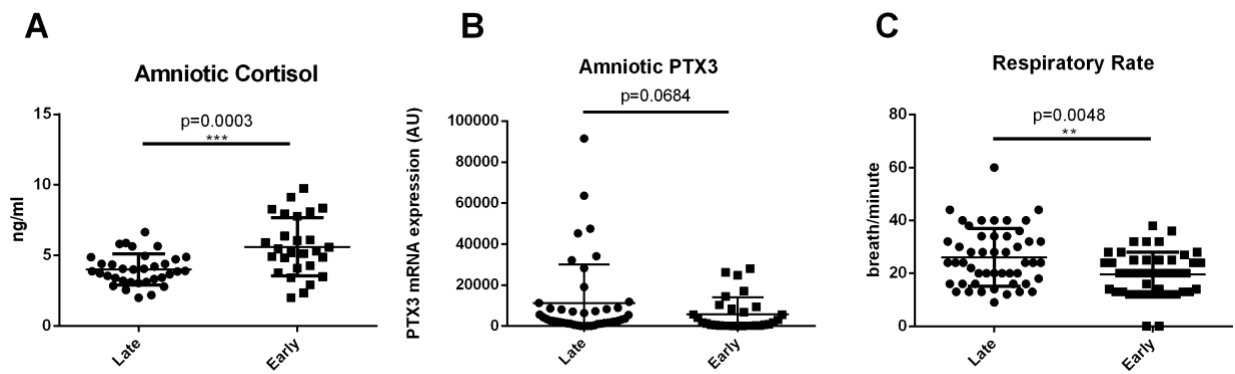 A
Amniotic Cortisol
p=0.0003
***
15
10
5
0
ng/ml
Late
Early
B
Amniotic PTX3
p=0.0684
100000
80000
60000
40000
20000
0
PTX3 mRNA expression (AU)
Late
Early
C
Respiratory Rate
p=0.0048
**
80
60
40
20
0
breath/minute
Late
Early